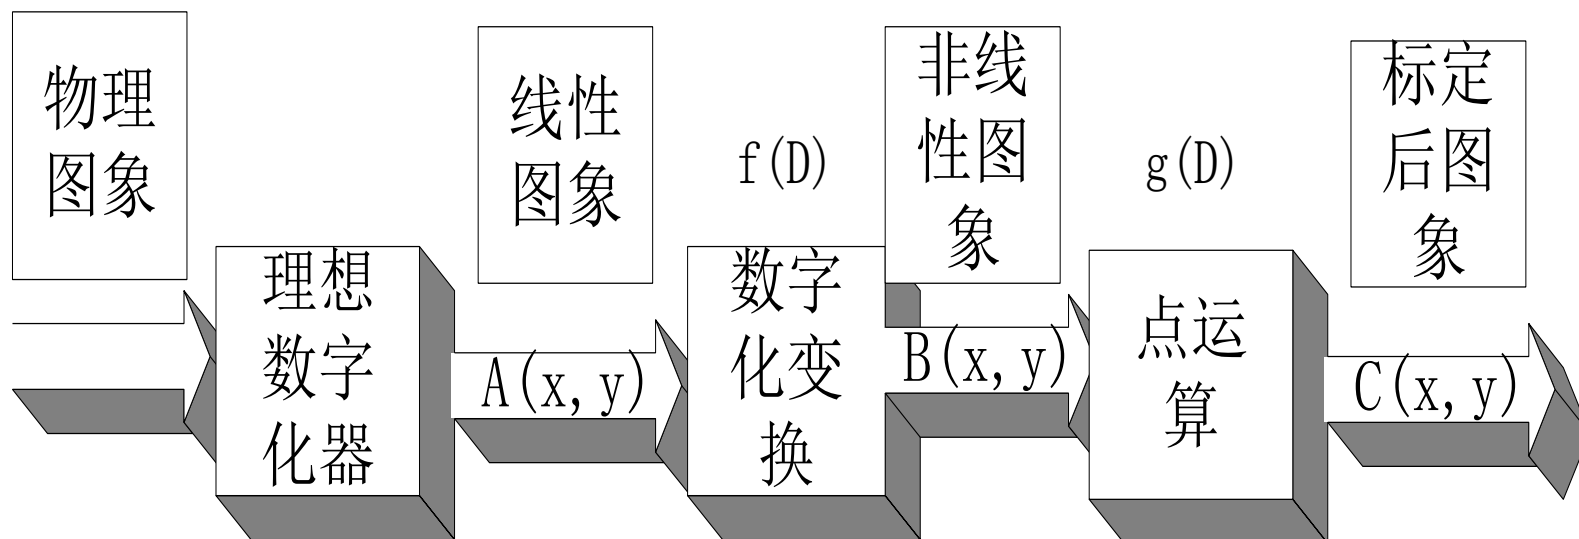 物理
图象
理想
数字
化器
线性
图象
A(x,y)
f(D)
数字
化变
换
非线
性图
象
B(x,y)
g(D)
点运
算
标定
后图
象
C(x,y)